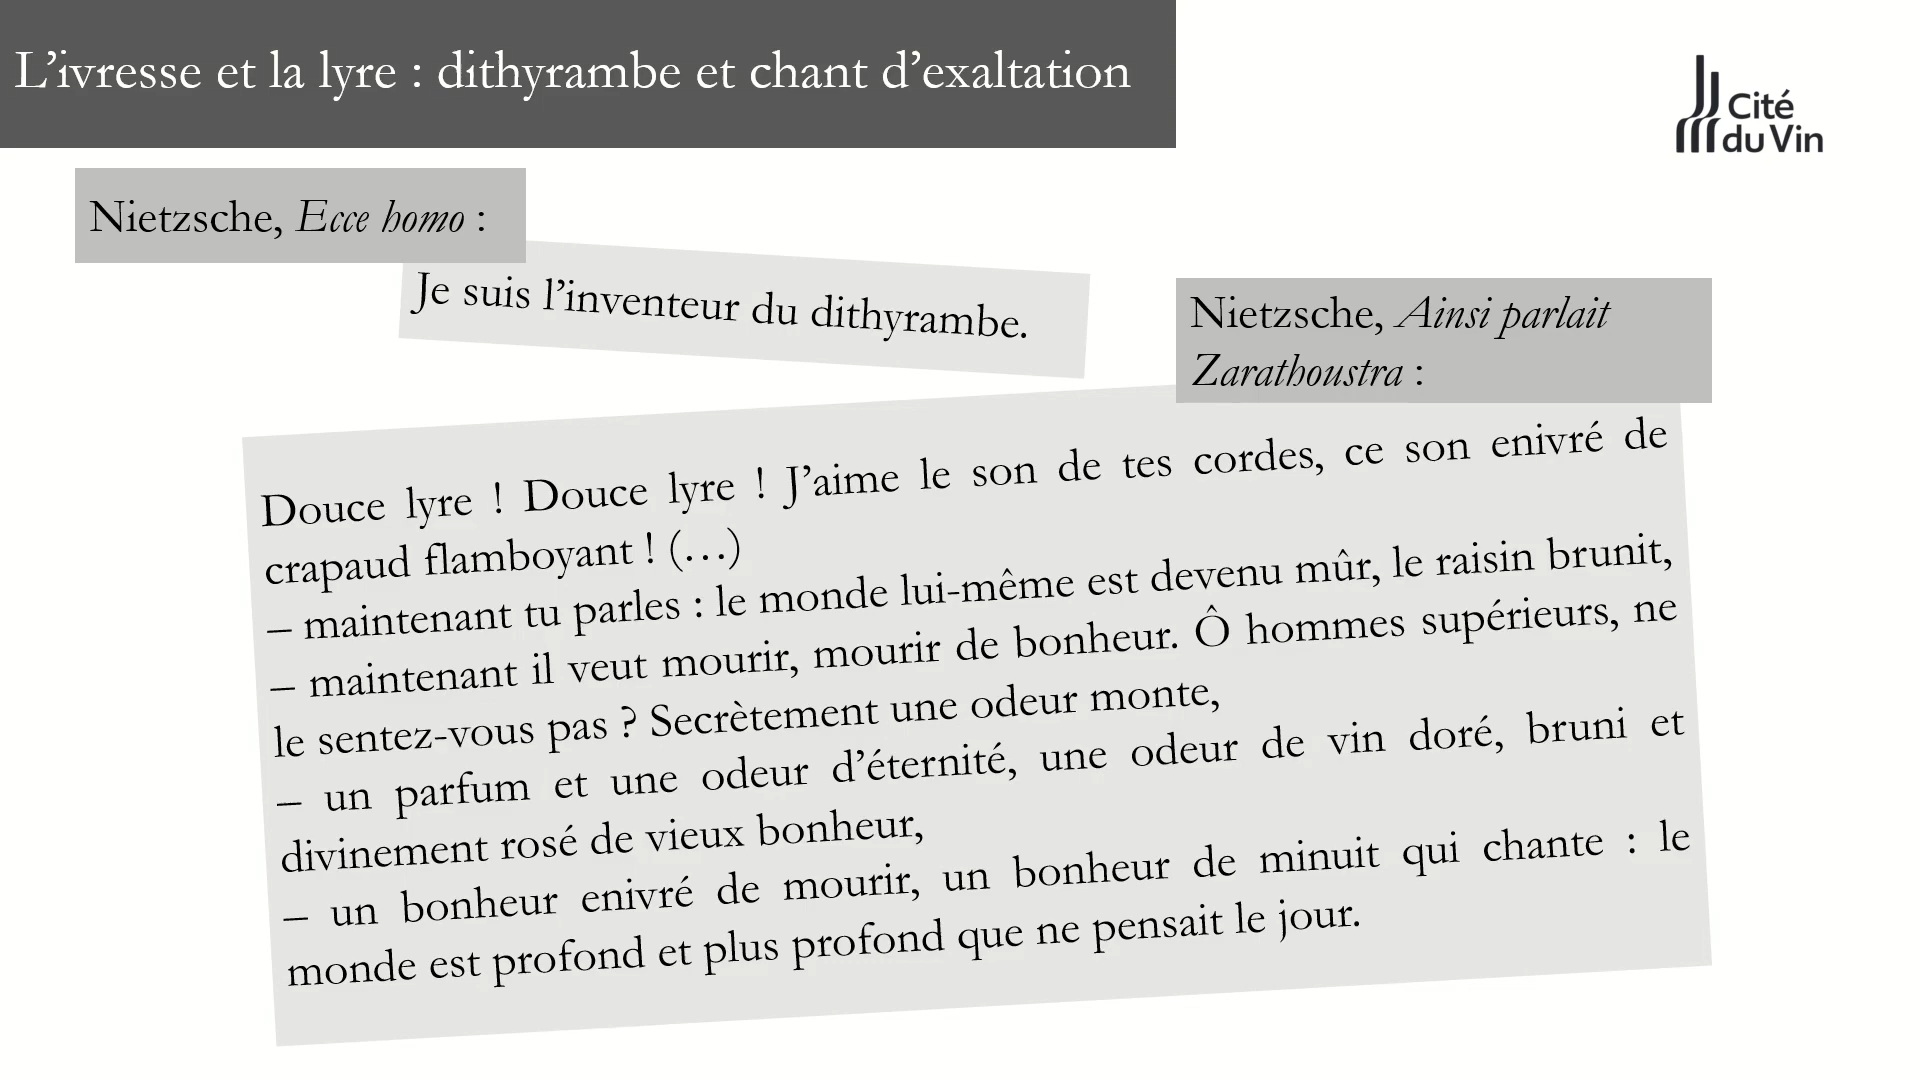 L’ivresse et la lyre : dithyrambe et chant d’exaltation
Cité
du Vin
Nietzsche, Ecce homo :
Je suis l’inventeur du dithyrambe.
Nietzsche, Ainsi parlait
Zarathoustra :
Douce lyre ! Douce lyre ! J’aime le son de tes cordes, ce son enivré de
crapaud flamboyant ! (…)
– maintenant tu parles : le monde lui-même est devenu mûr, le raisin brunit,
– maintenant il veut mourir, mourir de bonheur. Ô hommes supérieurs, ne
le sentez-vous pas ? Secrètement une odeur monte,
– un parfum et une odeur d’éternité, une odeur de vin doré, bruni et
divinement rosé de vieux bonheur,
– un bonheur enivré de mourir, un bonheur de minuit qui chante : le
monde est profond et plus profond que ne pensait le jour.